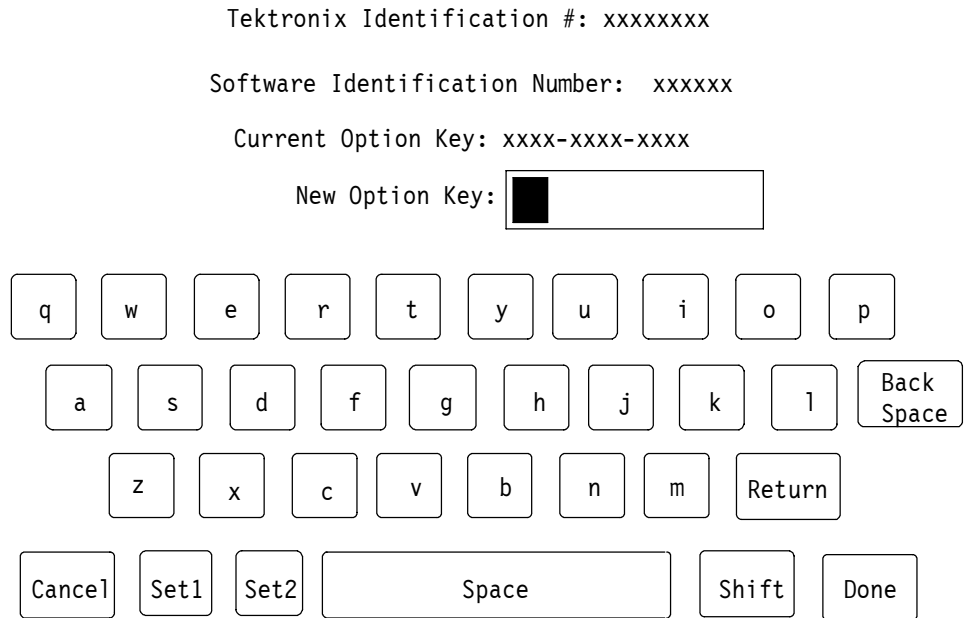 Tektronix Identification #: xxxxxxxx
Software Identification Number: xxxxxx
Current Option Key: xxxx-xxxx-xxxx
New Option Key:
q w e r t y u i o p
a s d f g h j k l Back Space
z x c v b n m Return
Cancel Set1 Set2 Space Shift Done